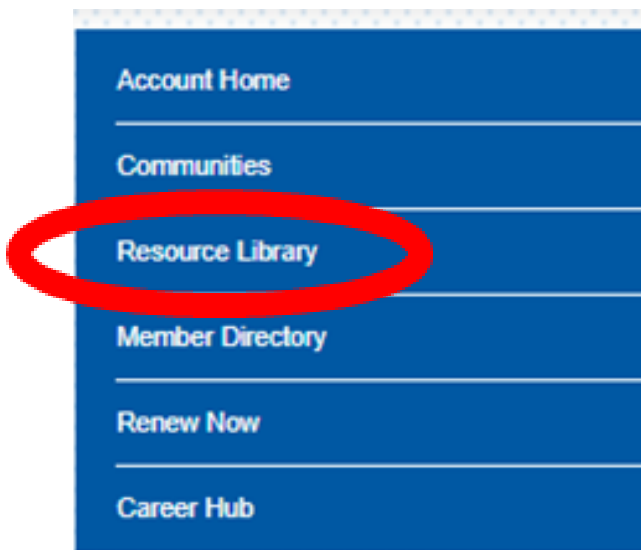 Account Home
Communities
Resource Library
Member Directory
Renew Now
Career Hub